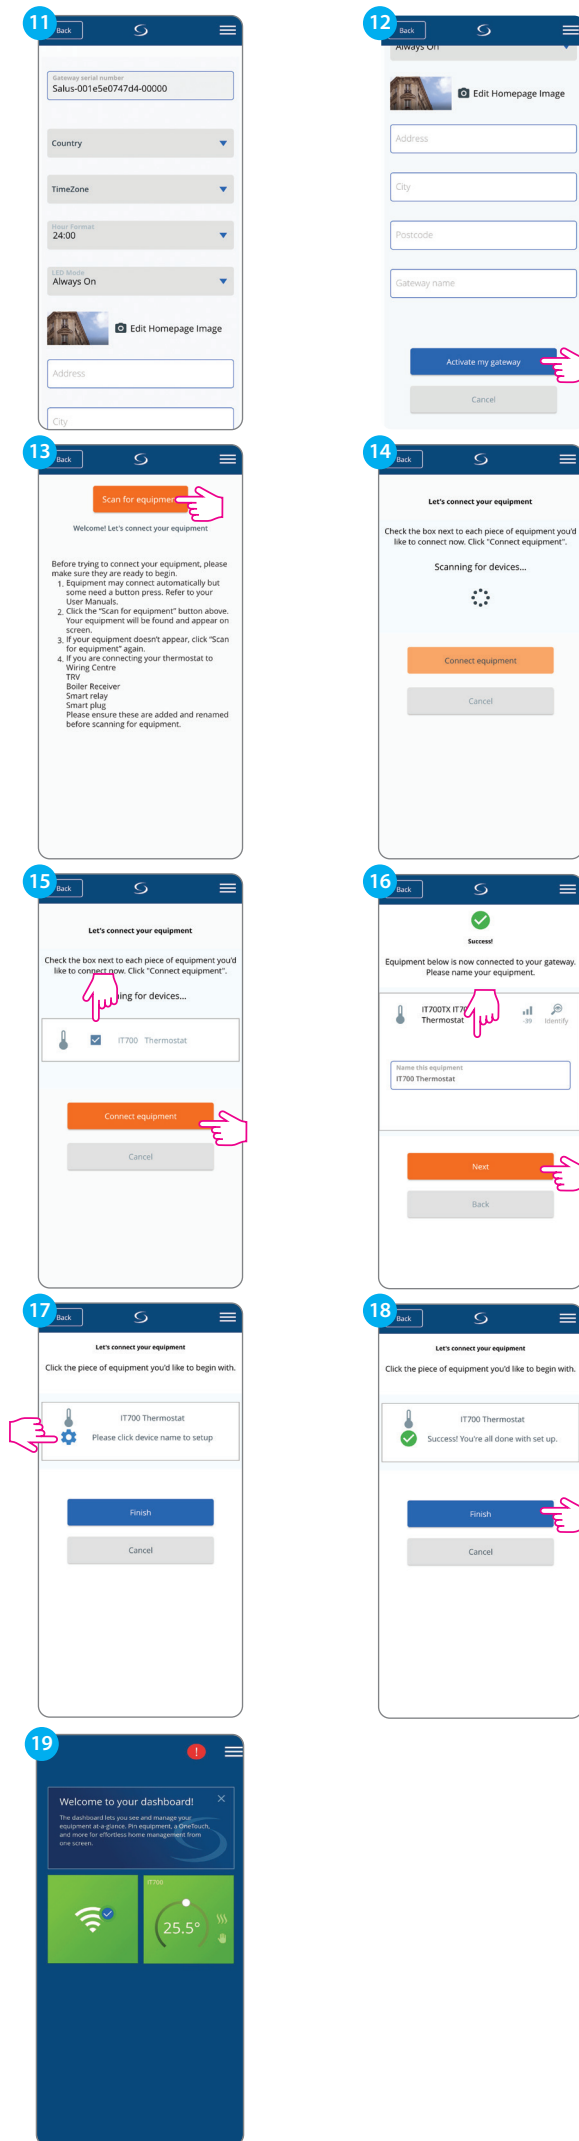 11
Back
Gateway serial number
Salus-001e5e0747d4-00000
Country
TimeZone
Hour Format
24:00
LED Mode
Always On
Edit Homepage Image
Address
City
12
Back
Always On
Edit Homepage Image
Address
City
Postcode
Gateway name
Activate my gateway
Cancel
13
Back
Scan for equipment
Welcome! Let's connect your equipment
Before trying to connect your equipment, please
make sure they are ready to begin.
1. Equipment may connect automatically but
some need a button press. Refer to your
User Manuals.
2. Click the "Scan for equipment" button above.
Your equipment will be found and appear on
screen.
3. If your equipment doesn't appear, click "Scan
for equipment" again.
4. If you are connecting your thermostat to
Wiring Centre
TRV
Boiler Receiver
Smart relay
Smart plug
Please ensure these are added and renamed
before scanning for equipment.
14
Back
Let's connect your equipment
Check the box next to each piece of equipment you'd
like to connect now. Click "Connect equipment".
Scanning for devices...
Connect equipment
Cancel
15
Back
Let's connect your equipment
Check the box next to each piece of equipment you'd
like to connect now. Click "Connect equipment".
ing for devices...
IT700 Thermostat
Connect equipment
Cancel
16
Back
Success!
Equipment below is now connected to your gateway.
Please name your equipment.
IT700TX IT70
Thermostat
-39 Identify
Name this equipment
IT700 Thermostat
Next
Back
17
Back
Let's connect your equipment
Click the piece of equipment you'd like to begin with.
IT700 Thermostat
Please click device name to setup
Finish
Cancel
18
Back
Let's connect your equipment
Click the piece of equipment you'd like to begin with.
IT700 Thermostat
Success! You're all done with set up.
Finish
Cancel
19
!
Welcome to your dashboard!
The dashboard lets you see and manage your
equipment at-a-glance. Pin equipment, a OneTouch,
and more for effortless home management from
one screen.
IT700
25.5°